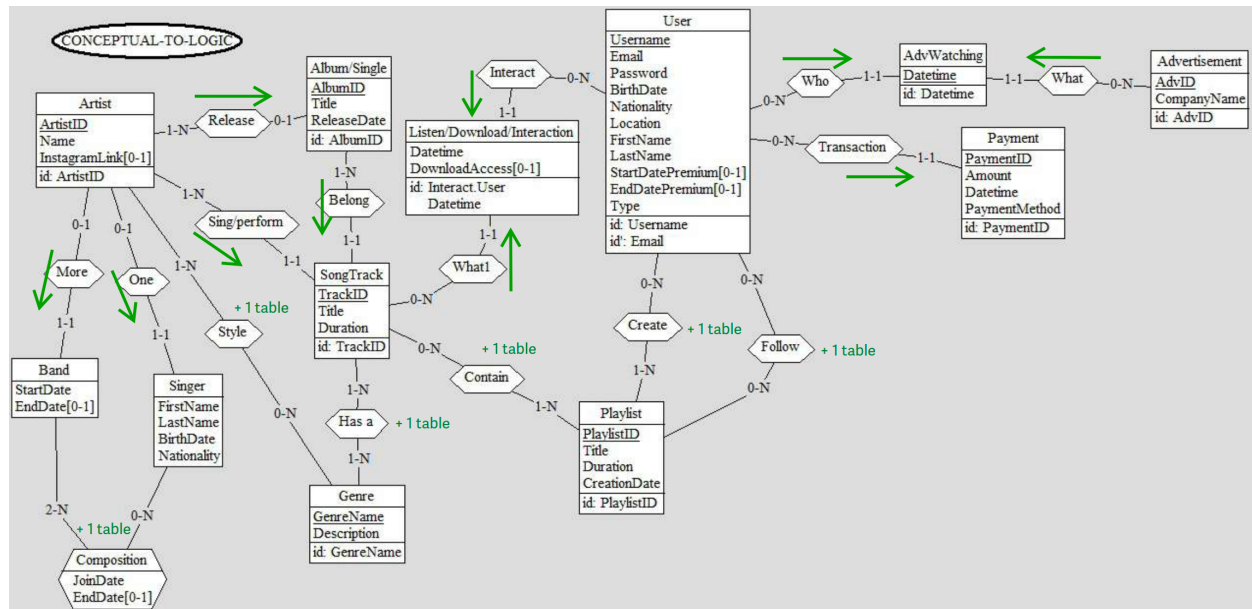 CONCEPTUAL-TO-LOGIC
Artist
ArtistID
Name
InstagramLink[0-1]
id: ArtistID
1-N
Release
0-1
Album/Single
AlbumID
Title
ReleaseDate
id: AlbumID
1-N
Belong
1-1
1-N
Sing/perform
1-1
0-1
More
1-1
0-1
One
1-1
1-N
+ 1 table
Style
0-N
Band
StartDate
EndDate[0-1]
Singer
FirstName
LastName
BirthDate
Nationality
2-N
0-N
+ 1 table
Composition
JoinDate
EndDate[0-1]
SongTrack
TrackID
Title
Duration
id: TrackID
1-N
Has a
+ 1 table
1-N
Genre
GenreName
Description
id: GenreName
Interact
0-N
1-1
Listen/Download/Interaction
Datetime
DownloadAccess[0-1]
id: Interact.User
Datetime
1-1
What1
0-N
0-N
+ 1 table
Contain
1-N
User
Username
Email
Password
BirthDate
Nationality
Location
FirstName
LastName
StartDatePremium[0-1]
EndDatePremium[0-1]
Type
id: Username
id': Email
0-N
Create
+ 1 table
1-N
0-N
Follow
+ 1 table
0-N
Playlist
PlaylistID
Title
Duration
CreationDate
id: PlaylistID
0-N
Who
1-1
AdvWatching
Datetime
id: Datetime
1-1
What
0-N
Advertisement
AdvID
CompanyName
id: AdvID
0-N
Transaction
1-1
Payment
PaymentID
Amount
Datetime
PaymentMethod
id: PaymentID